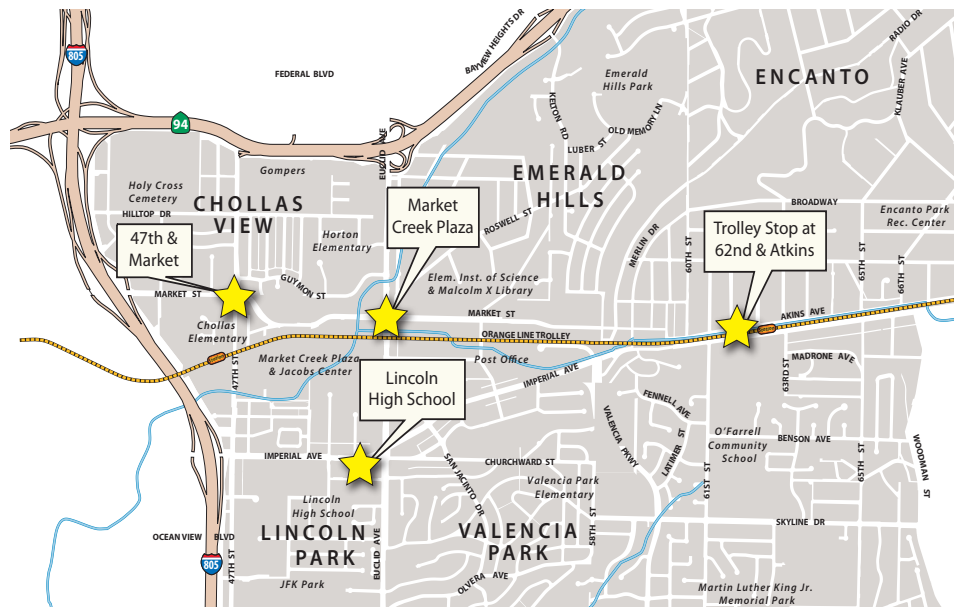 805
94
FEDERAL BLVD
BAYVIEW HEIGHTS DR
EUCLID AVE
Emerald
Hills Park
ENCANTO
RADIO DR
KLAUBER AVE
KELTON RD
OLD MEMORY LN
LUBER ST
Gompers
Holy Cross
Cemetery
HILLTOP DR
CHOLLAS
VIEW
Horton
Elementary
EMERALD
HILLS
ROSWELL ST
MERLIN DR
60TH ST
BROADWAY
Encanto Park
Rec. Center
65TH ST
66TH ST
47th &
Market
Market
Creek Plaza
Trolley Stop at
62nd & Atkins
GUYMON ST
MARKET ST
Elem. Inst. of Science
& Malcolm X Library
MARKET ST
ORANGE LINE TROLLEY
AKINS AVE
Chollas
Elementary
47TH ST
Market Creek Plaza
& Jacobs Center
Post Office
IMPERIAL AVE
MADRONE AVE
63RD ST
Lincoln
High School
FENNELL AVE
VALENCIA PKWY
LATIMER ST
61ST ST
O'Farrell
Community
School
BENSON AVE
65TH ST
WOODMAN ST
IMPERIAL AVE
SAN JACINTO DR
CHURCHWARD ST
Valencia Park
Elementary
58TH ST
Lincoln
High School
SKYLINE DR
OCEAN VIEW BLVD
LINCOLN
PARK
EUCLID AVE
VALENCIA
PARK
805
47TH ST
JFK Park
OLVERA AVE
Martin Luther King Jr.
Memorial Park